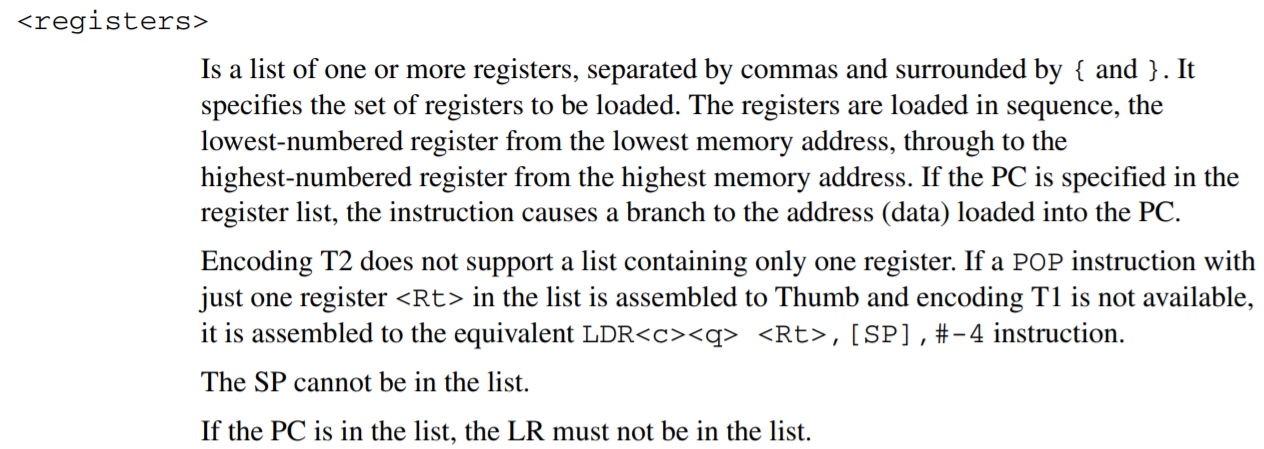 <registers>
Is a list of one or more registers, separated by commas and surrounded by { and }. It
specifies the set of registers to be loaded. The registers are loaded in sequence, the
lowest-numbered register from the lowest memory address, through to the
highest-numbered register from the highest memory address. If the PC is specified in the
register list, the instruction causes a branch to the address (data) loaded into the PC.
Encoding T2 does not support a list containing only one register. If a POP instruction with
just one register <Rt> in the list is assembled to Thumb and encoding T1 is not available,
it is assembled to the equivalent LDR<c><q> <Rt>,[SP],#-4 instruction.
The SP cannot be in the list.
If the PC is in the list, the LR must not be in the list.